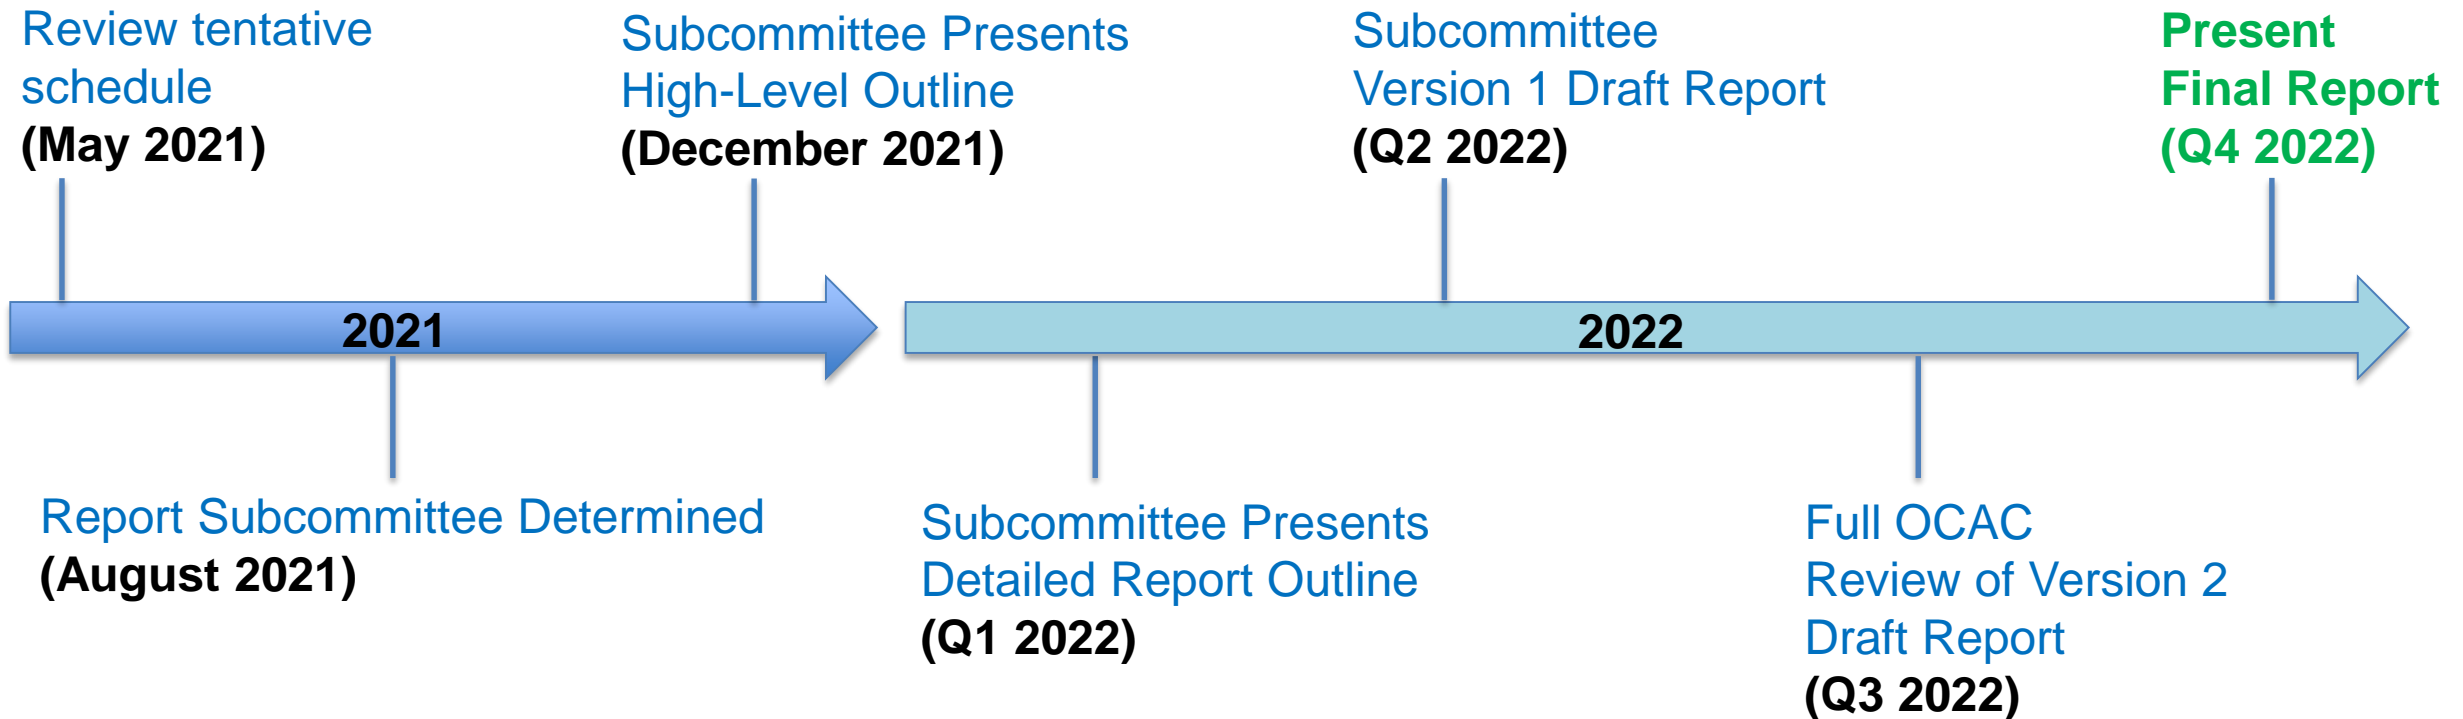 Review tentative
schedule
(May 2021)
Subcommittee Presents
High-Level Outline
(December 2021)
Subcommittee
Version 1 Draft Report
(Q2 2022)
Present
Final Report
(Q4 2022)
2021
2022
Report Subcommittee Determined
(August 2021)
Subcommittee Presents
Detailed Report Outline
(Q1 2022)
Full OCAC
Review of Version 2
Draft Report
(Q3 2022)